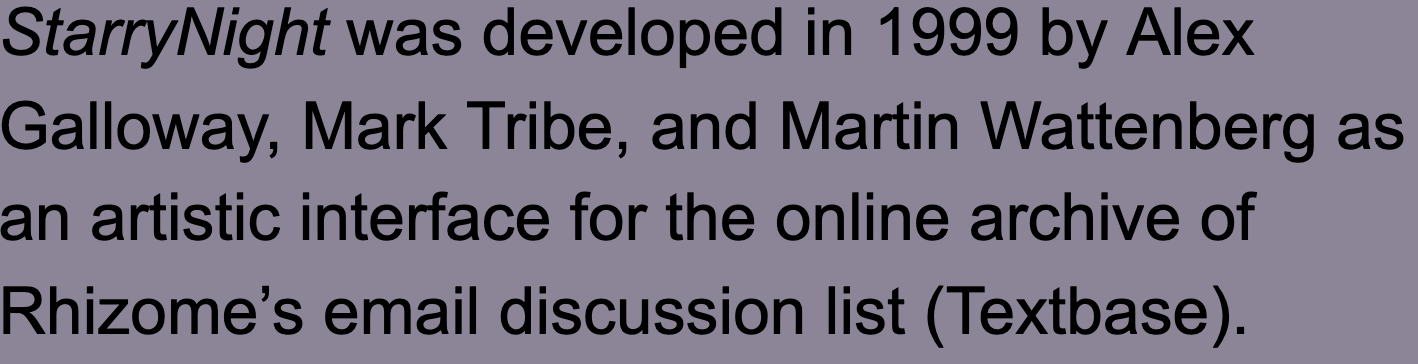 StarryNight was developed in 1999 by Alex
Galloway, Mark Tribe, and Martin Wattenberg as
an artistic interface for the online archive of
Rhizome’s email discussion list (Textbase).